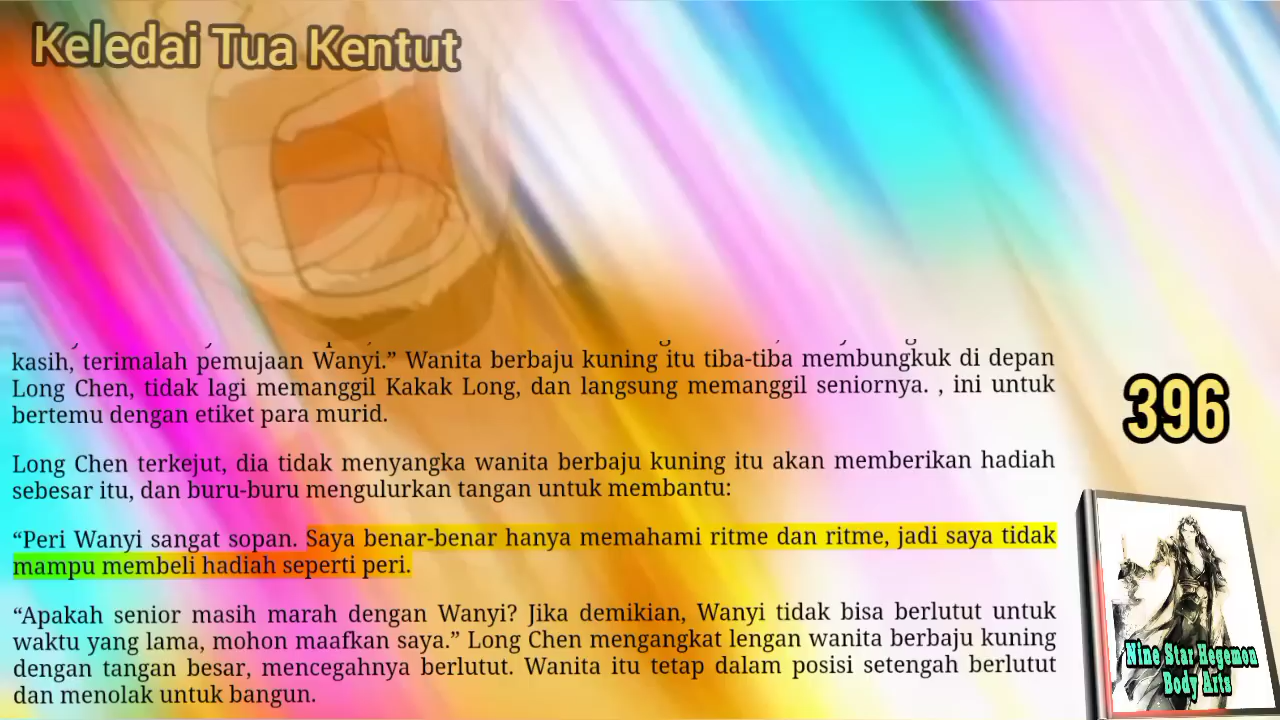 Keledai Tua Kentut
kasih, terimalah pemujaan Wanyi.” Wanita berbaju kuning itu tiba-tiba membungkuk di depan
Long Chen, tidak lagi memanggil Kakak Long, dan langsung memanggil seniornya. , ini untuk
bertemu dengan etiket para murid.
Long Chen terkejut, dia tidak menyangka wanita berbaju kuning itu akan memberikan hadiah
sebesar itu, dan buru-buru mengulurkan tangan untuk membantu:
“Peri Wanyi sangat sopan. Saya benar-benar hanya memahami ritme dan ritme, jadi saya tidak
mampu membeli hadiah seperti peri.
“Apakah senior masih marah dengan Wanyi? Jika demikian, Wanyi tidak bisa berlutut untuk
waktu yang lama, mohon maafkan saya.” Long Chen mengangkat lengan wanita berbaju kuning
dengan tangan besar, mencegahnya berlutut. Wanita itu tetap dalam posisi setengah berlutut
dan menolak untuk bangun.
396
Nine Star Hegemon
Body Arts